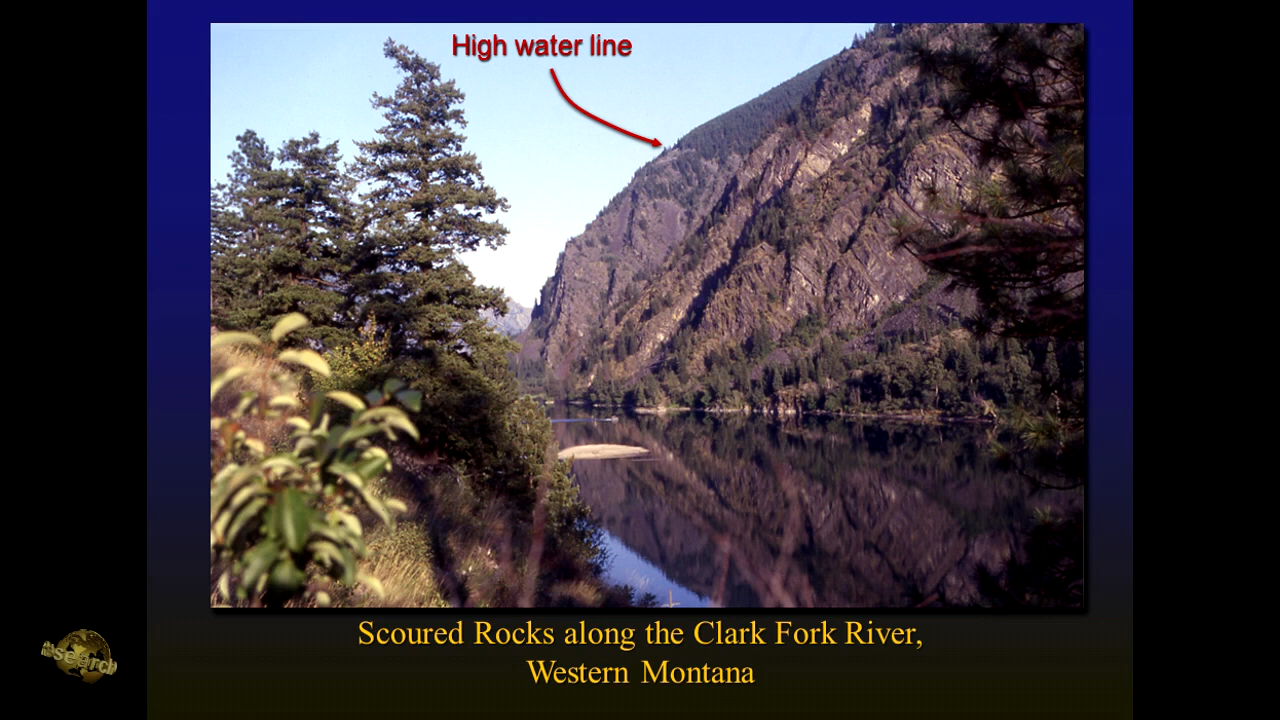 High water line
Scoured Rocks along the Clark Fork River,
Western Montana